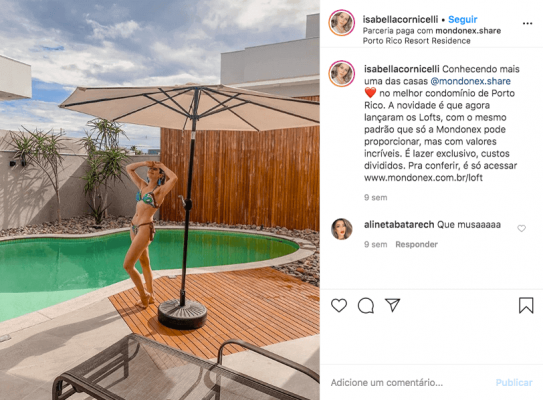 isabellacornicelli • Seguir
Parceria paga com mondonex.share
Porto Rico Resort Residence
isabellacornicelli Conhecendo mais
uma das casas @mondonex.share
❤️ no melhor condomínio de Porto
Rico. A novidade é que agora
lançaram os Lofts, com o mesmo
padrão que só a Mondonex pode
proporcionar, mas com valores
incríveis. É lazer exclusivo, custos
divididos. Pra conferir, é só acessar
www.mondonex.com.br/loft
9 sem
alinetabatarech Que musaaaaa
9 sem Responder
Adicione um comentário...
Publicar